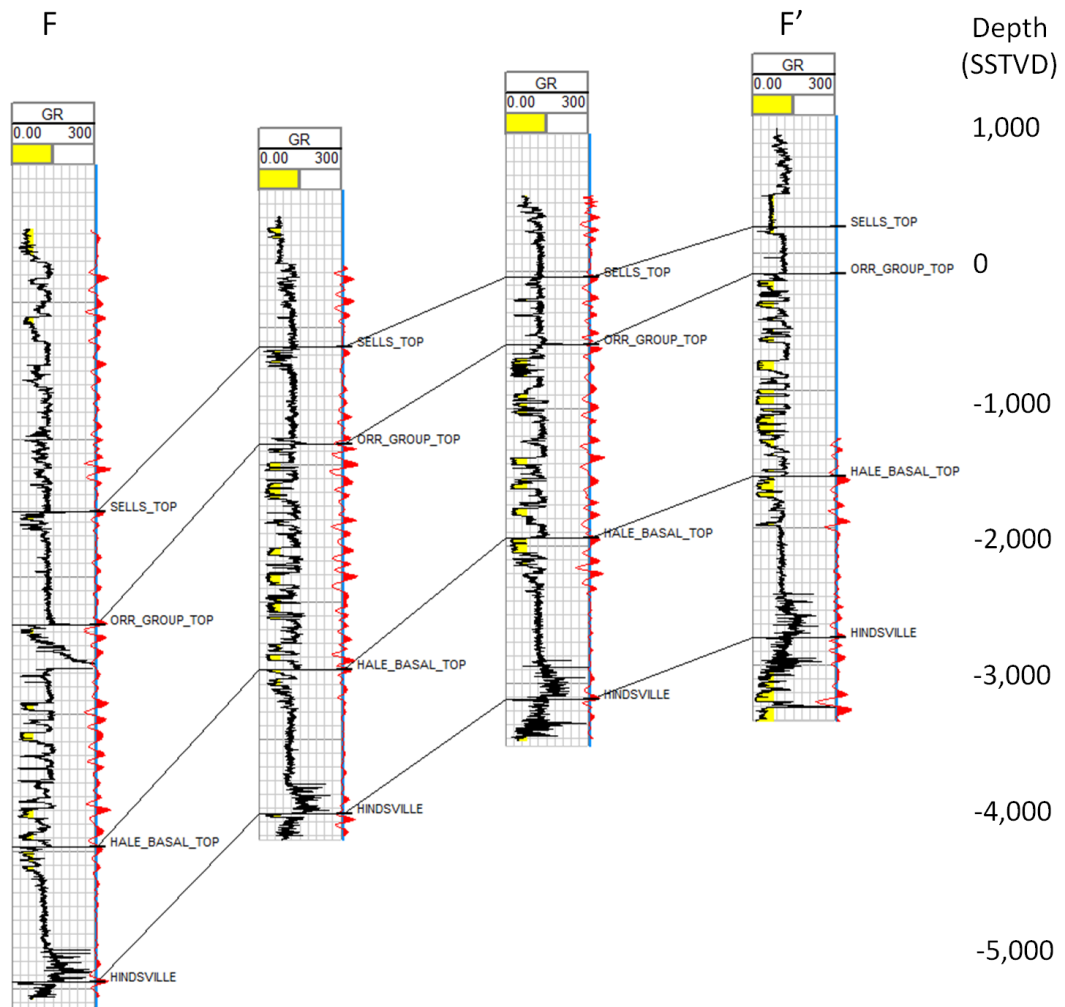 F
F’
Depth
(SSTVD)
GR
0.00 300
GR
0.00 300
GR
0.00 300
GR
0.00 300
1,000
0
-1,000
-2,000
-3,000
-4,000
-5,000
SELLS_TOP
ORR_GROUP_TOP
HALE_BASAL_TOP
HINDSVILLE
SELLS_TOP
ORR_GROUP_TOP
HALE_BASAL_TOP
HINDSVILLE
SELLS_TOP
ORR_GROUP_TOP
HALE_BASAL_TOP
HINDSVILLE
SELLS_TOP
ORR_GROUP_TOP
HALE_BASAL_TOP
HINDSVILLE